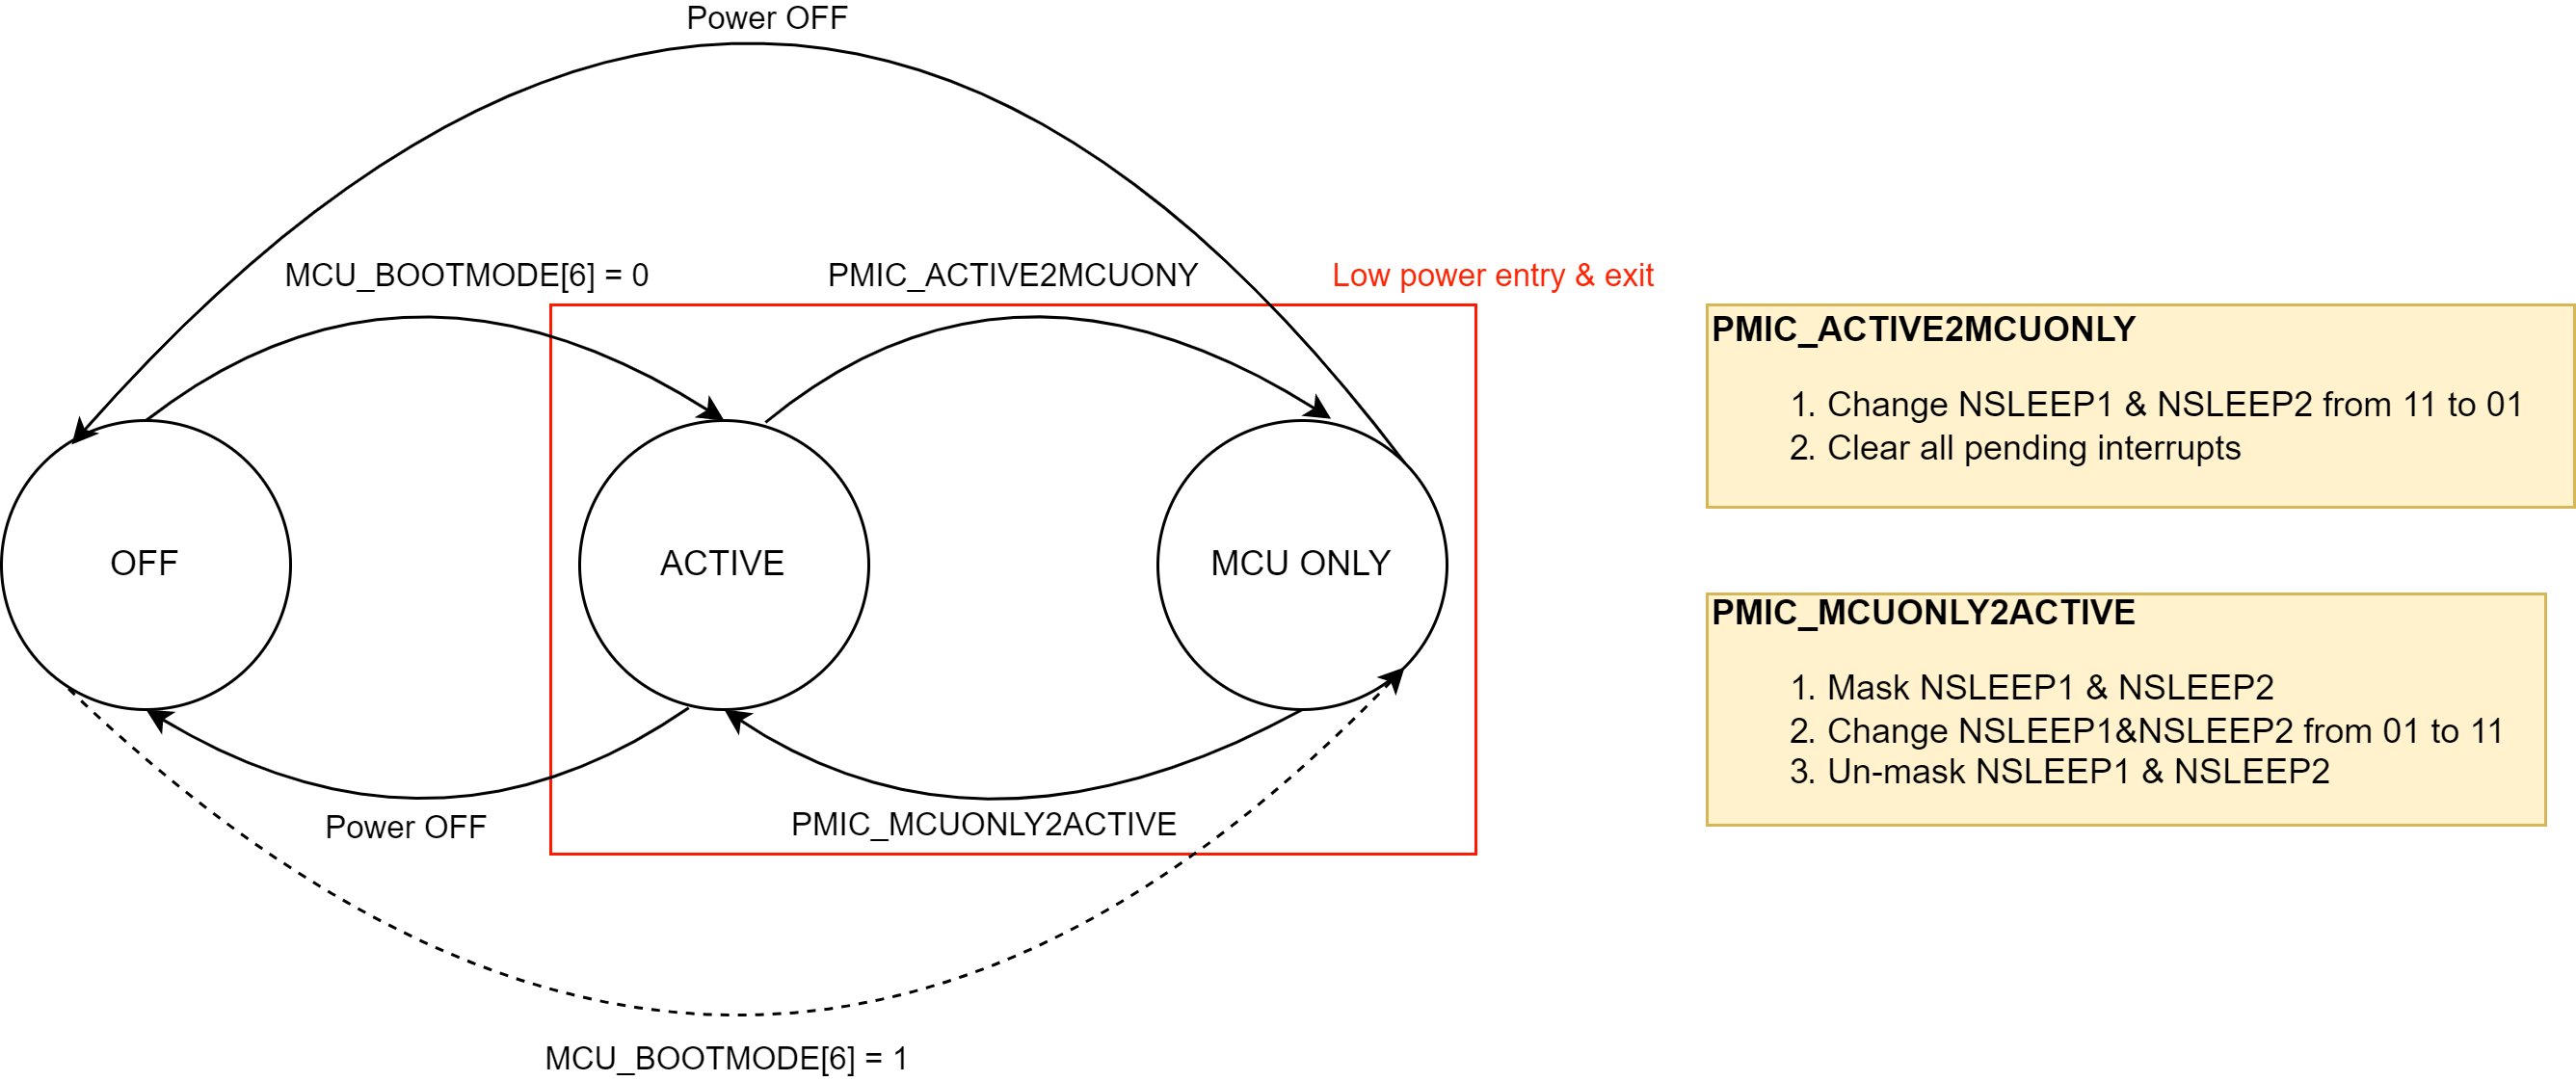 Power OFF
MCU_BOOTMODE[6] = 0
PMIC_ACTIVE2MCUONY
Low power entry & exit
OFF
ACTIVE
MCU ONLY
Power OFF
PMIC_MCUONLY2ACTIVE
MCU_BOOTMODE[6] = 1
PMIC_ACTIVE2MCUONLY
1. Change NSLEEP1 & NSLEEP2 from 11 to 01
2. Clear all pending interrupts
PMIC_MCUONLY2ACTIVE
1. Mask NSLEEP1 & NSLEEP2
2. Change NSLEEP1&NSLEEP2 from 01 to 11
3. Un-mask NSLEEP1 & NSLEEP2